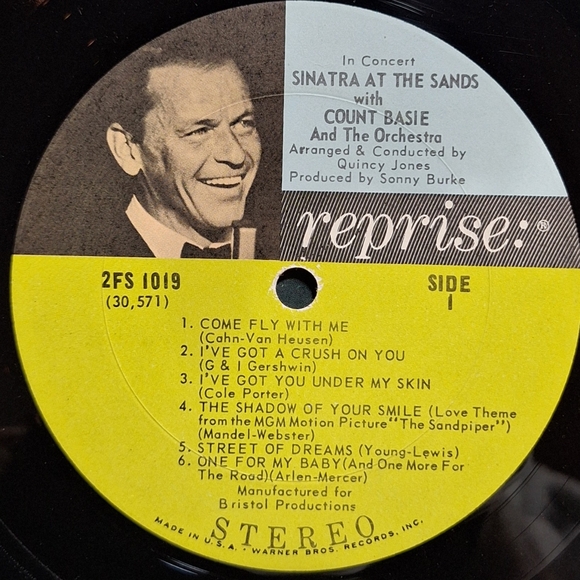 In Concert
SINATRA AT THE SANDS
with
COUNT BASIE
And The Orchestra
Arranged & Conducted by
Quincy Jones
Produced by Sonny Burke
reprise:®
2FS 1019
(30,571)
SIDE
1
1. COME FLY WITH ME
(Cahn-Van Heusen)
2. I'VE GOT A CRUSH ON YOU
(G & I Gershwin)
3. I'VE GOT YOU UNDER MY SKIN
(Cole Porter)
4. THE SHADOW OF YOUR SMILE (Love Theme
from the MGM Motion Picture "The Sandpiper")
(Mandel-Webster)
5. STREET OF DREAMS (Young-Lewis)
6. ONE FOR MY BABY(And One More For
The Road)(Arlen-Mercer)
Manufactured for
Bristol Productions
STEREO
MADE IN U.S.A. · WARNER BROS. RECORDS, INC.